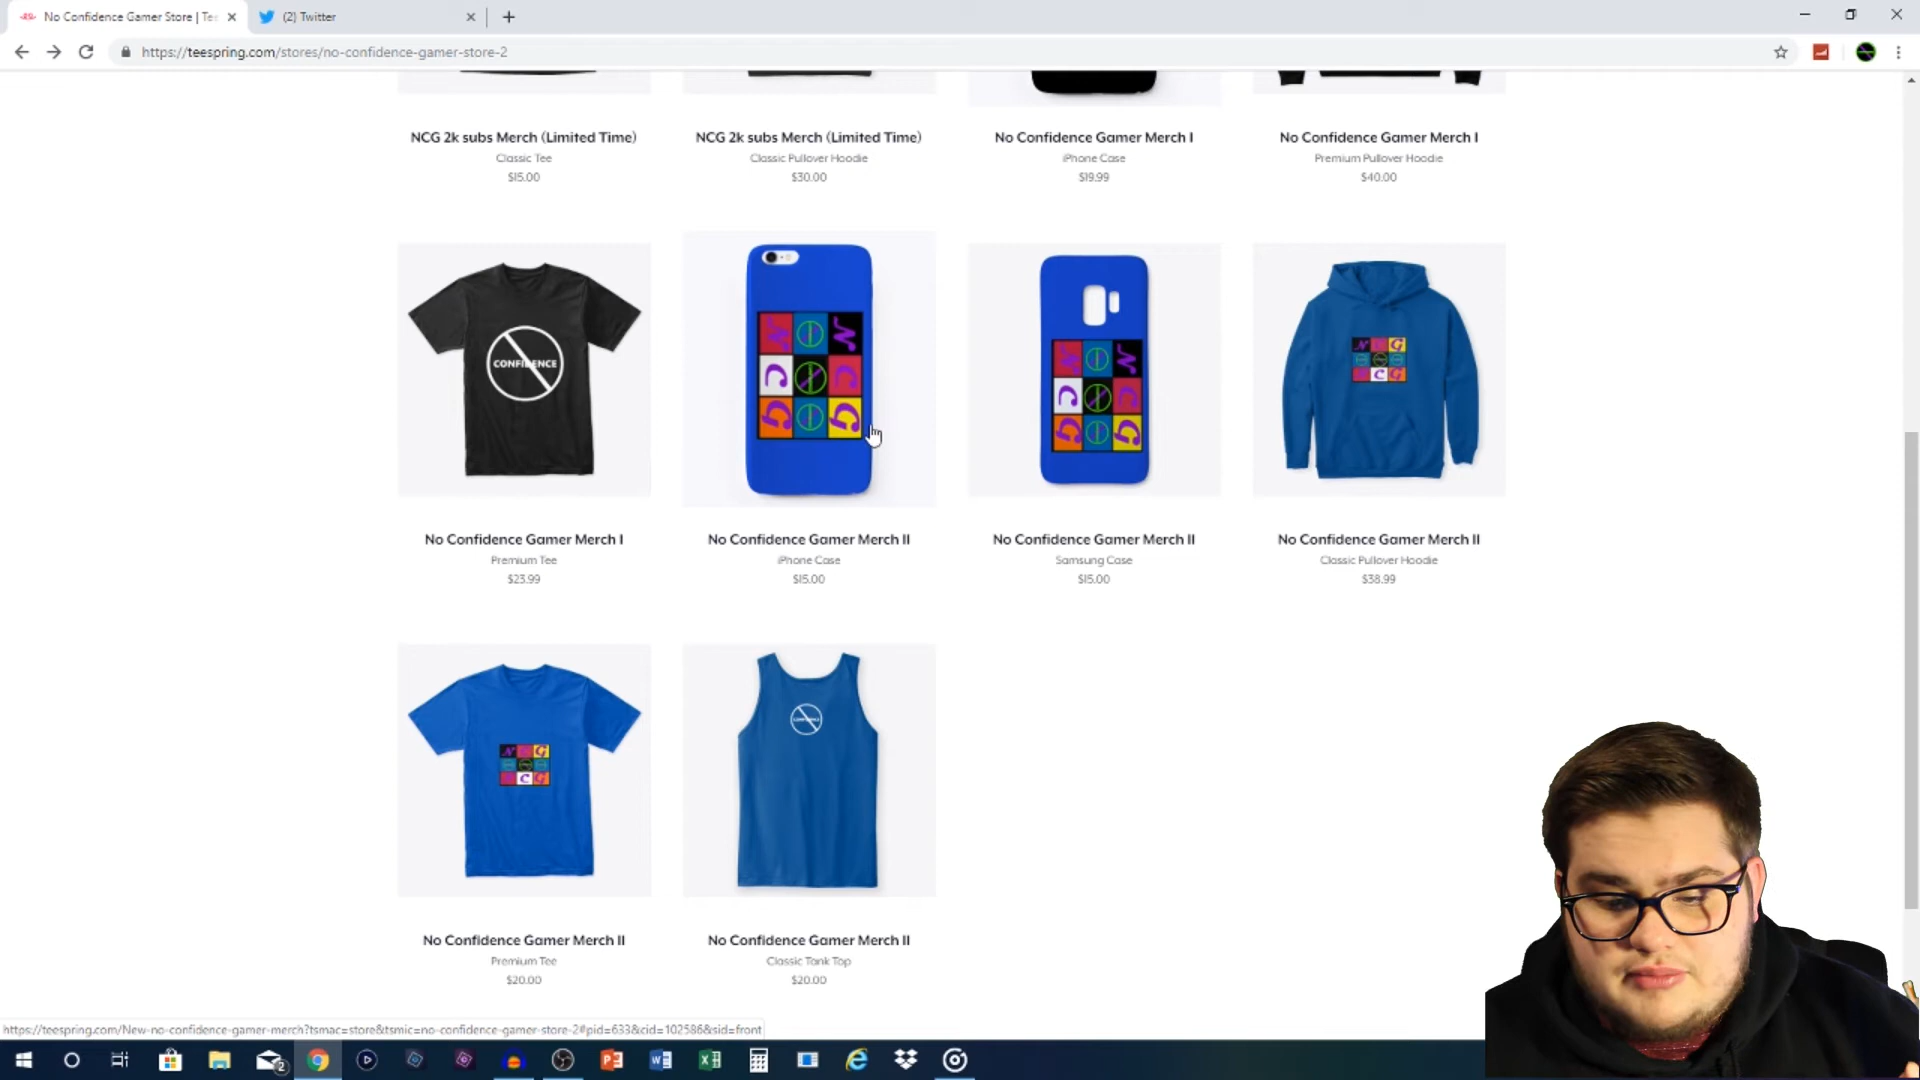 No Confidence Gamer Store | Tee
(2) Twitter
https://teespring.com/stores/no-confidence-gamer-store-2
NCG 2k subs Merch (Limited Time)
Classic Tee
$15.00
NCG 2k subs Merch (Limited Time)
Classic Pullover Hoodie
$30.00
No Confidence Gamer Merch I
iPhone Case
$19.99
No Confidence Gamer Merch I
Premium Pullover Hoodie
$40.00
CONFIDENCE
N N
C C
G G
N N
C C
G G
N C G
N C G
No Confidence Gamer Merch I
Premium Tee
$23.99
No Confidence Gamer Merch II
iPhone Case
$15.00
No Confidence Gamer Merch II
Samsung Case
$15.00
No Confidence Gamer Merch II
Classic Pullover Hoodie
$38.99
N C G
N C G
CONFIDENCE
No Confidence Gamer Merch II
Premium Tee
$20.00
No Confidence Gamer Merch II
Classic Tank Top
$20.00
https://teespring.com/New-no-confidence-gamer-merch?tsmac=store&tsmic=no-confidence-gamer-store-2#pid=633&cid=102586&sid=front
2